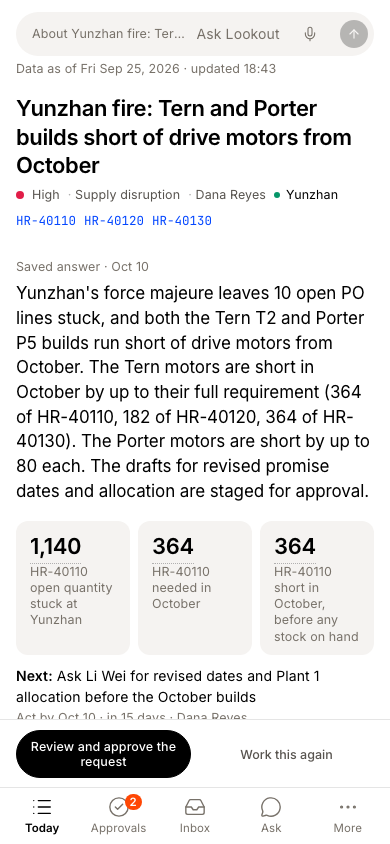 About Yunzhan fire: Ter... Ask Lookout
Data as of Fri Sep 25, 2026 · updated 18:43
Yunzhan fire: Tern and Porter
builds short of drive motors from
October
High · Supply disruption · Dana Reyes Yunzhan
HR-40110 HR-40120 HR-40130
Saved answer · Oct 10
Yunzhan's force majeure leaves 10 open PO
lines stuck, and both the Tern T2 and Porter
P5 builds run short of drive motors from
October. The Tern motors are short in
October by up to their full requirement (364
of HR-40110, 182 of HR-40120, 364 of HR-
40130). The Porter motors are short by up to
80 each. The drafts for revised promise
dates and allocation are staged for approval.
1,140
HR-40110
open quantity
stuck at
Yunzhan
364
HR-40110
needed in
October
364
HR-40110
short in
October,
before any
stock on hand
Next: Ask Li Wei for revised dates and Plant 1
allocation before the October builds
Act by Oct 10 · in 15 days · Dana Reyes
Review and approve the
request
Work this again
2
Today Approvals Inbox Ask More